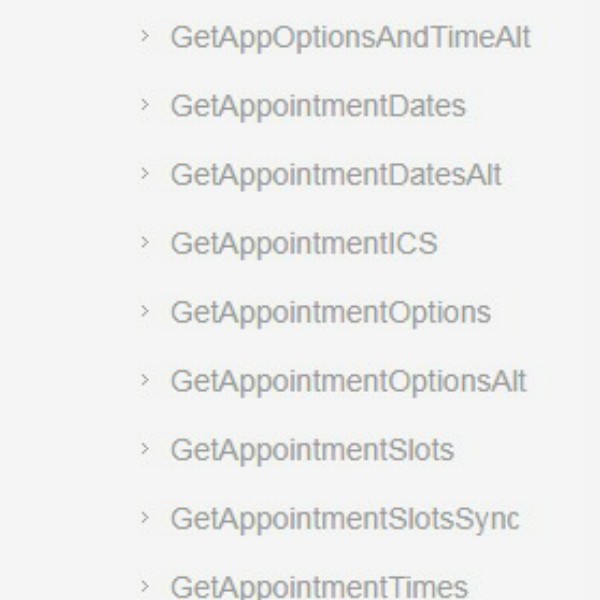 GetAppOptionsAndTimeAlt
GetAppointmentDates
GetAppointmentDatesAlt
GetAppointmentICS
GetAppointmentOptions
GetAppointmentOptionsAlt
GetAppointmentSlots
GetAppointmentSlotsSync
GetAppointmentTimes